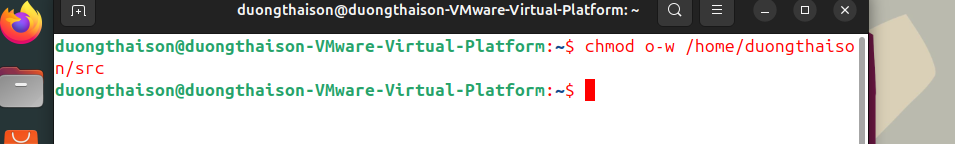 duongthaison@duongthaison-VMware-Virtual-Platform: ~
duongthaison@duongthaison-VMware-Virtual-Platform:~$ chmod o-w /home/duongthaiso
n/src
duongthaison@duongthaison-VMware-Virtual-Platform:~$